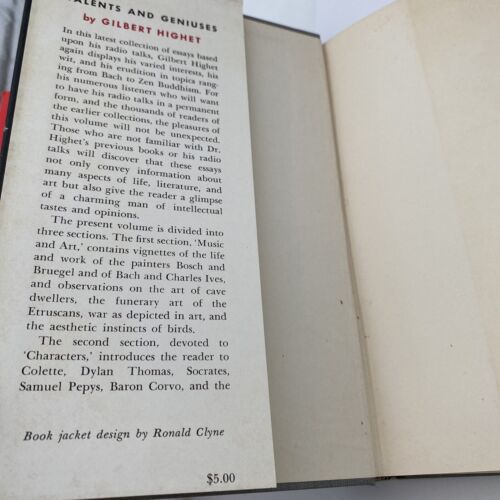 TALENTS AND GENIUSES
by GILBERT HIGHET
In this latest collection of essays based
upon his radio talks, Gilbert Highet
again displays his varied interests, his
wit, and his erudition in topics rang-
ing from Bach to Zen Buddhism. For
his numerous listeners who will want
to have his radio talks in a permanent
form, and the thousands of readers of
the earlier collections, the pleasures of
this volume will not be unexpected.
Those who are not familiar with Dr.
Highet's previous books or his radio
talks will discover that these essays
not only convey information about
many aspects of life, literature, and
art but also give the reader a glimpse
of a charming man of intellectual
tastes and opinions.
The present volume is divided into
three sections. The first section, 'Music
and Art,' contains vignettes of the life
and work of the painters Bosch and
Bruegel and of Bach and Charles Ives,
and observations on the art of cave
dwellers, the funerary art of the
Etruscans, war as depicted in art, and
the aesthetic instincts of birds.
The second section, devoted to
'Characters,' introduces the reader to
Colette, Dylan Thomas, Socrates,
Samuel Pepys, Baron Corvo, and the
Book jacket design by Ronald Clyne
$5.00